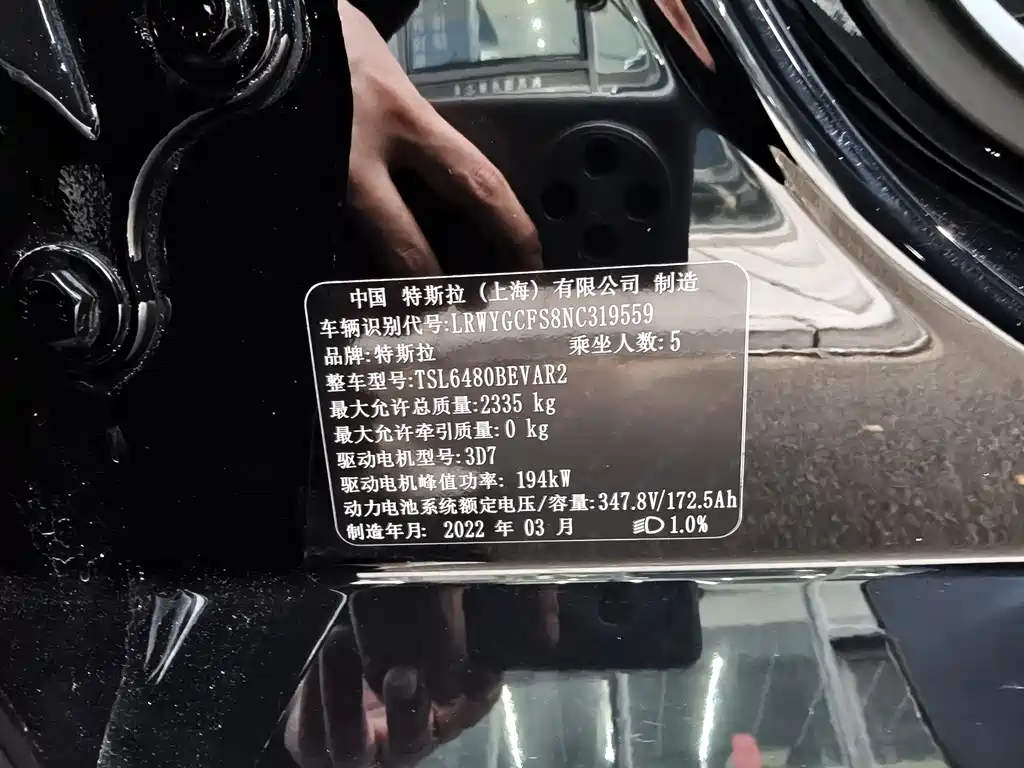 中国 特斯拉 (上海) 有限公司 制造
车辆识别代号:LRWYGCFS8NC319559
品牌:特斯拉 乘坐人数:5
整车型号:TSL6480BEVAR2
最大允许总质量:2335 kg
最大允许牵引质量:0 kg
驱动电机型号:3D7
驱动电机峰值功率: 194kW
动力电池系统额定电压/容量:347.8V/172.5Ah
制造年月: 2022 年 03 月 1.0%